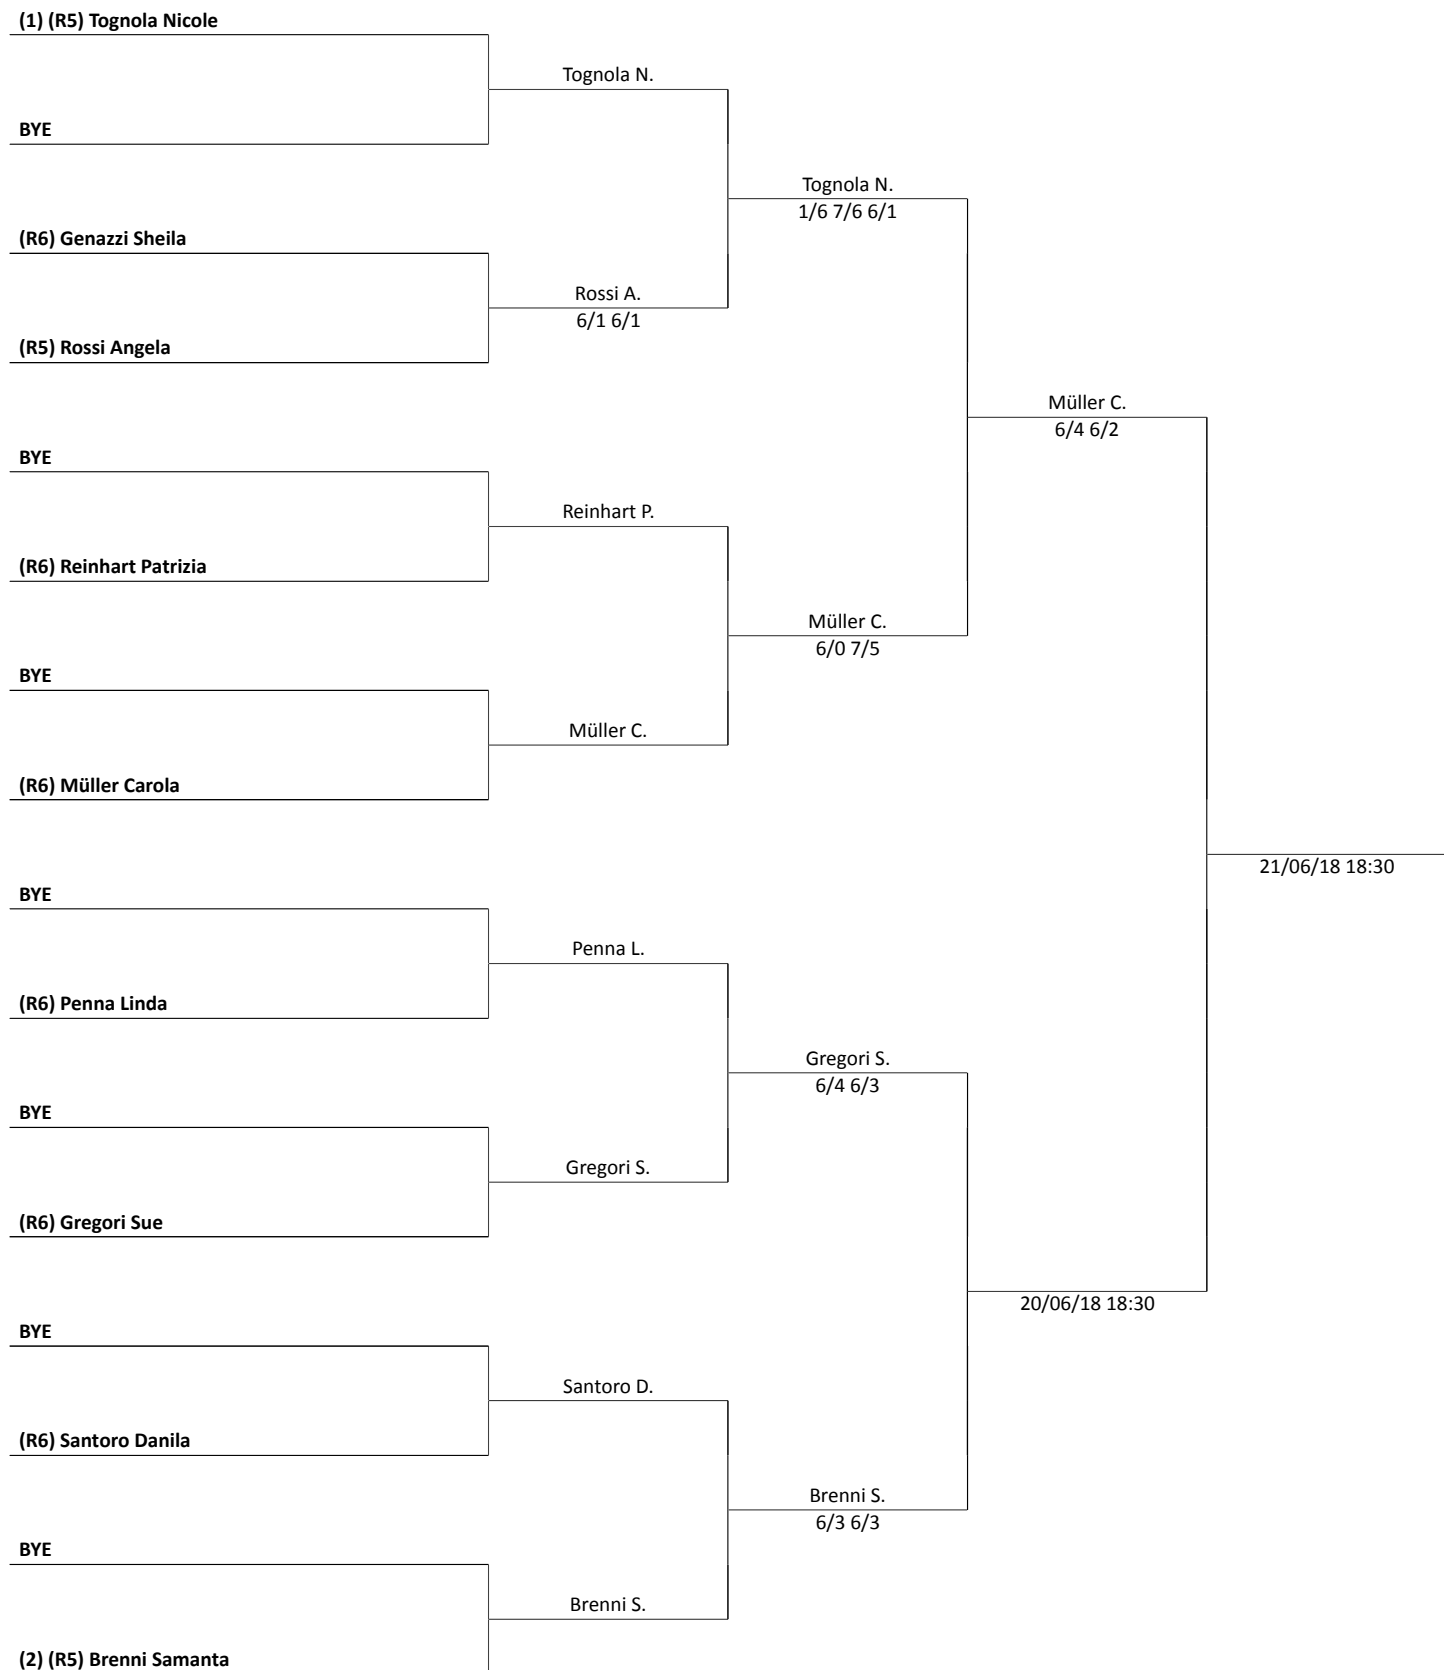 (1) (R5) Tognola Nicole
Tognola N.
BYE
Tognola N.
1/6 7/6 6/1
(R6) Genazzi Sheila
Rossi A.
6/1 6/1
(R5) Rossi Angela
Müller C.
6/4 6/2
BYE
Reinhart P.
(R6) Reinhart Patrizia
Müller C.
6/0 7/5
BYE
Müller C.
(R6) Müller Carola
21/06/18 18:30
BYE
Penna L.
(R6) Penna Linda
Gregori S.
6/4 6/3
BYE
Gregori S.
(R6) Gregori Sue
20/06/18 18:30
BYE
Santoro D.
(R6) Santoro Danila
Brenni S.
6/3 6/3
BYE
Brenni S.
(2) (R5) Brenni Samanta